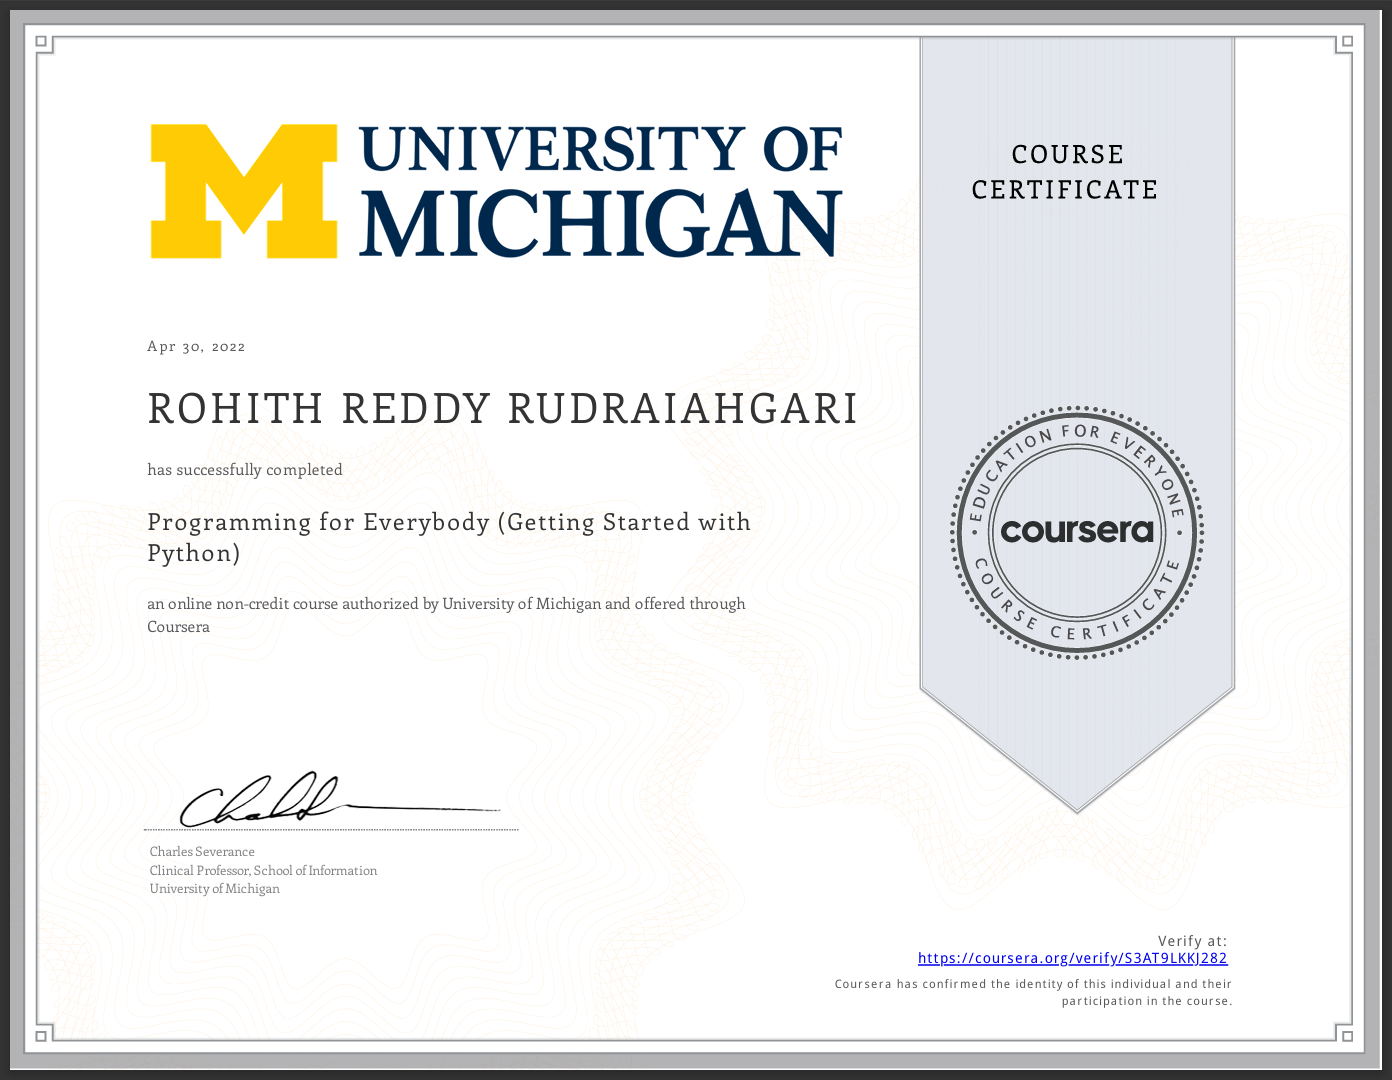 UNIVERSITY OF
MICHIGAN
COURSE
CERTIFICATE
Apr 30, 2022
ROHITH REDDY RUDRAIAHGARI
has successfully completed
Programming for Everybody (Getting Started with
Python)
an online non-credit course authorized by University of Michigan and offered through
Coursera
EDUCATION FOR EVERYONE
coursera
COURSE CERTIFICATE
Charles Severance
Clinical Professor, School of Information
University of Michigan
Verify at:
https://coursera.org/verify/S3AT9LKKJ282
Coursera has confirmed the identity of this individual and their
participation in the course.